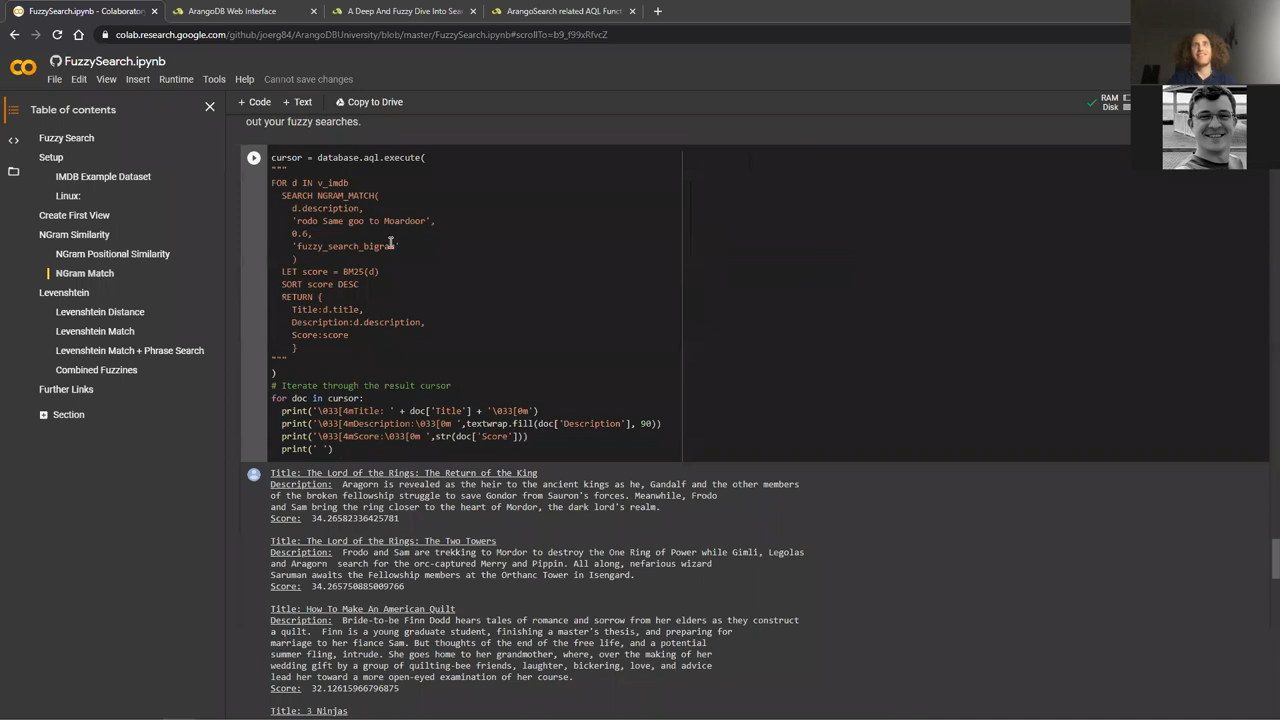 FuzzySearch.ipynb - Colaborator
ArangoDB Web Interface
A Deep And Fuzzy Dive Into Sea
ArangoSearch related AQL Funct
colab.research.google.com/github/joerg84/ArangoDBUniversity/blob/master/FuzzySearch.ipynb#scrollTo=b9_f99xRfvcZ
FuzzySearch.ipynb
File Edit View Insert Runtime Tools Help Cannot save changes
Table of contents
+ Code + Text Copy to Drive
RAM
Disk
Fuzzy Search
Setup
IMDB Example Dataset
Linux:
Create First View
NGram Similarity
NGram Positional Similarity
NGram Match
Levenshtein
Levenshtein Distance
Levenshtein Match
Levenshtein Match + Phrase Search
Combined Fuzzines
Further Links
Section
out your fuzzy searches.
cursor = database.aql.execute(
"""
FOR d IN v_imdb
SEARCH NGRAM_MATCH(
d.description,
'rodo Same goo to Moardoor',
0.6,
'fuzzy_search_bigram'
)
LET score = BM25(d)
SORT score DESC
RETURN {
Title:d.title,
Description:d.description,
Score:score
}
"""
)
# Iterate through the result cursor
for doc in cursor:
print('\033[4mTitle: ' + doc['Title'] + '\033[0m')
print('\033[4mDescription:\033[0m ',textwrap.fill(doc['Description'], 90))
print('\033[4mScore:\033[0m ',str(doc['Score']))
print(' ')
Title: The Lord of the Rings: The Return of the King
Description: Aragorn is revealed as the heir to the ancient kings as he, Gandalf and the other members
of the broken fellowship struggle to save Gondor from Sauron's forces. Meanwhile, Frodo
and Sam bring the ring closer to the heart of Mordor, the dark lord's realm.
Score: 34.26582336425781
Title: The Lord of the Rings: The Two Towers
Description: Frodo and Sam are trekking to Mordor to destroy the One Ring of Power while Gimli, Legolas
and Aragorn search for the orc-captured Merry and Pippin. All along, nefarious wizard
Saruman awaits the Fellowship members at the Orthanc Tower in Isengard.
Score: 34.265750885009766
Title: How To Make An American Quilt
Description: Bride-to-be Finn Dodd hears tales of romance and sorrow from her elders as they construct
a quilt. Finn is a young graduate student, finishing a master's thesis, and preparing for
marriage to her fiance Sam. But thoughts of the end of the free life, and a potential
summer fling, intrude. She goes home to her grandmother, where, over the making of her
wedding gift by a group of quilting-bee friends, laughter, bickering, love, and advice
lead her toward a more open-eyed examination of her course.
Score: 32.12615966796875
Title: 3 Ninjas